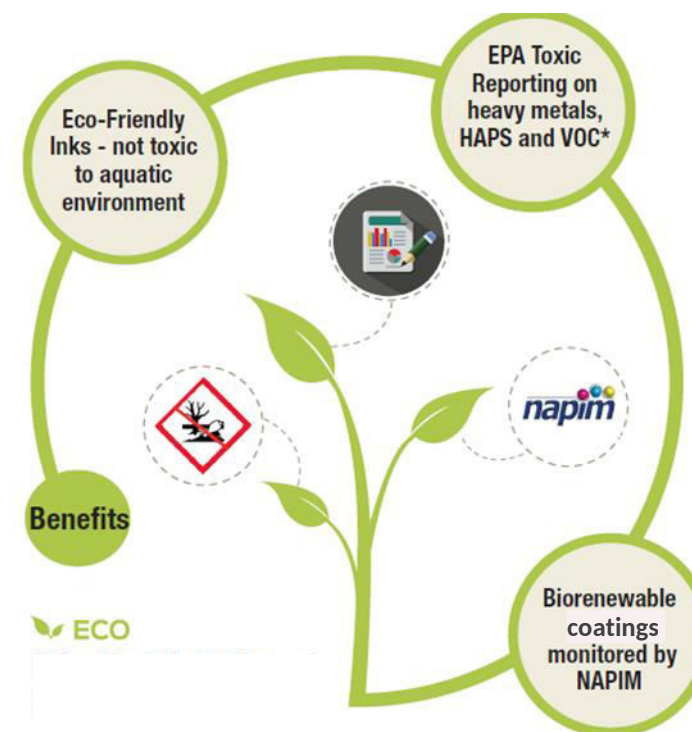 Eco-Friendly
Inks - not toxic
to aquatic
environment
EPA Toxic
Reporting on
heavy metals,
HAPS and VOC*
napim
Benefits
ECO
Biorenewable
coatings
monitored by
NAPIM